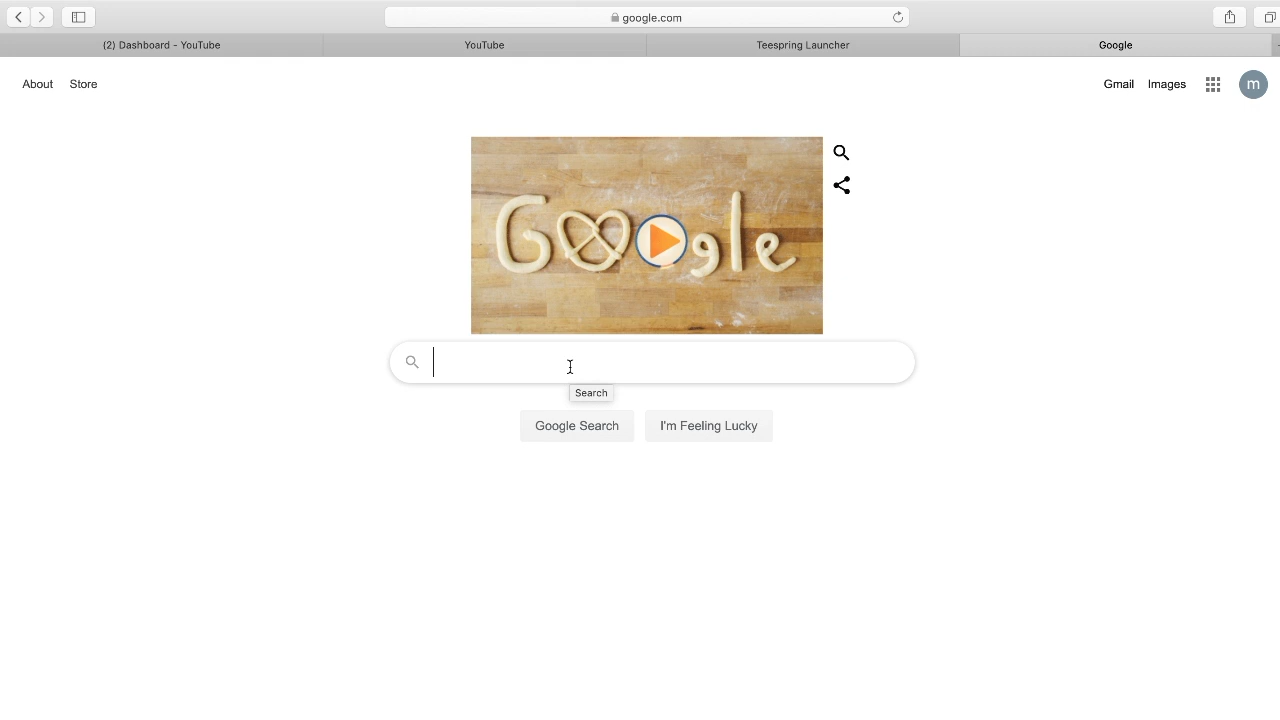 google.com
(2) Dashboard - YouTube
YouTube
Teespring Launcher
Google
About
Store
Gmail
Images
m
Google
Search
Google Search
I'm Feeling Lucky